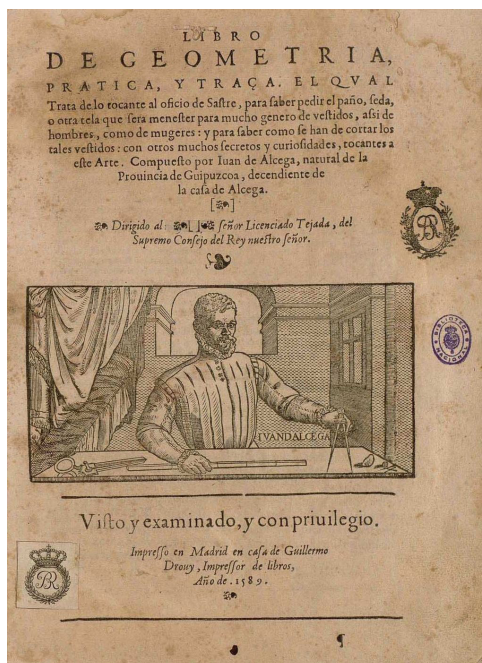 LIBRO
DE GEOMETRIA,
PRATICA, Y TRAÇA. EL QVAL
Trata de lo tocante al oficio de Saſtre, para ſaber pedir el paño, ſeda,
o otra tela que ſera meneſter para mucho genero de veſtidos, aſsi de
hombres, como de mugeres: y para ſaber como ſe han de cortar los
tales veſtidos: con otros muchos ſecretos y curioſidades, tocantes a
eſte Arte. Compueſto por Iuan de Alcega, natural de la
Prouincia de Guipuzcoa, decendiente de
la caſa de Alcega.
Dirigido al: ſeñor Licenciado Tejada, del
Supremo Conſejo del Rey nueſtro ſeñor.
BIBLIOTECA NACIONAL
IVANDALCEGA
Viſto y examinado, y con priuilegio.
Impreſſo en Madrid en caſa de Guillermo
Drouy, Impreſſor de libros,
Año de. 1589.
BR
¶